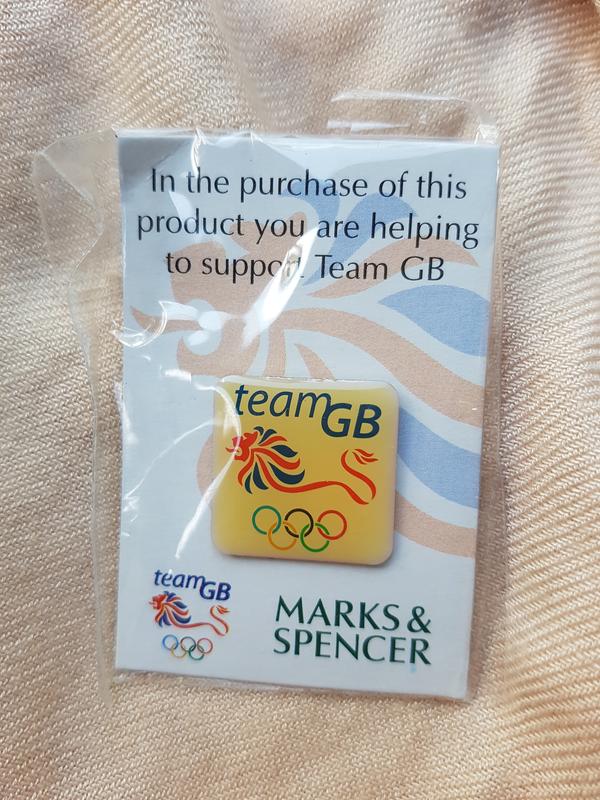 In the purchase of this
product you are helping
to support Team GB
teamGB
teamGB
MARKS &
SPENCER